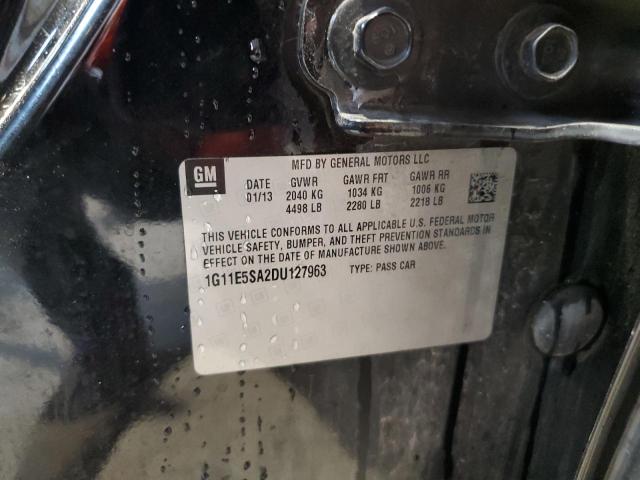 GM
MFD BY GENERAL MOTORS LLC
DATE GVWR GAWR FRT GAWR RR
01/13 2040 KG 1034 KG 1006 KG
4498 LB 2280 LB 2218 LB
THIS VEHICLE CONFORMS TO ALL APPLICABLE U.S. FEDERAL MOTOR
VEHICLE SAFETY, BUMPER, AND THEFT PREVENTION STANDARDS IN
EFFECT ON THE DATE OF MANUFACTURE SHOWN ABOVE.
1G11E5SA2DU127963 TYPE: PASS CAR